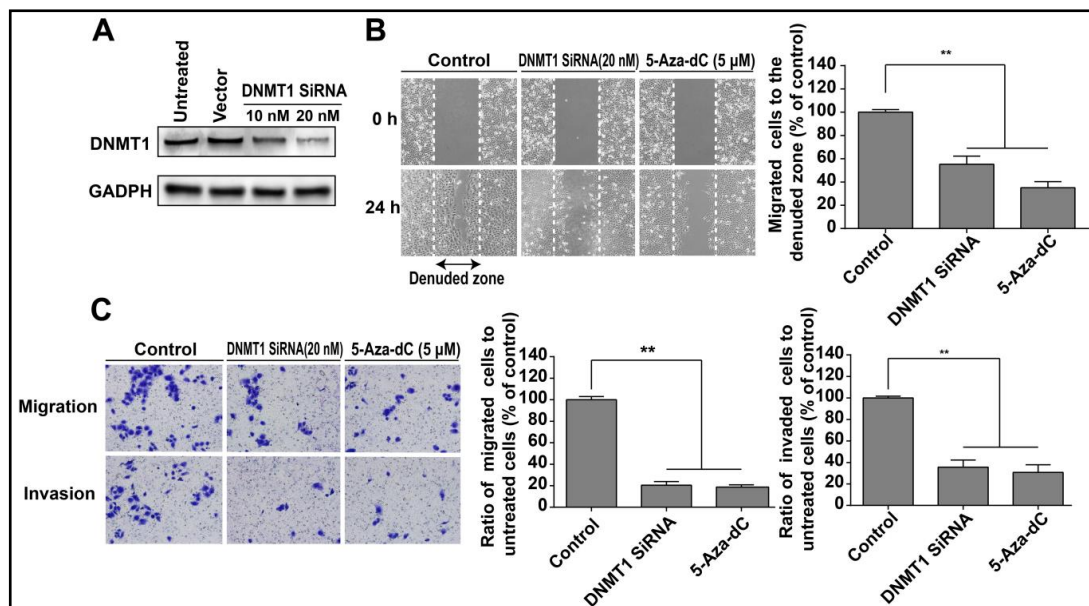 A
Untreated
Vector
DNMT1 SiRNA
10 nM 20 nM
DNMT1
GADPH
B
Control DNMT1 SiRNA(20 nM) 5-Aza-dC (5 μM)
0 h
24 h
Denuded zone
Migrated cells to the
denuded zone (% of control)
140
120
100
80
60
40
20
0
**
Control
DNMT1 SiRNA
5-Aza-dC
C
Control DNMT1 SiRNA(20 nM) 5-Aza-dC (5 μM)
Migration
Invasion
Ratio of migrated cells to
untreated cells (% of control)
140
120
100
80
60
40
20
0
**
Control
DNMT1 SiRNA
5-Aza-dC
Ratio of invaded cells to
untreated cells (% of control)
140
120
100
80
60
40
20
0
**
Control
DNMT1 SiRNA
5-Aza-dC